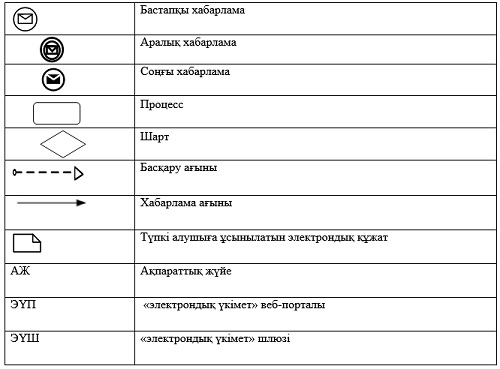 Бастапқы хабарлама
Аралық хабарлама
Соңғы хабарлама
Процесс
Шарт
Басқару ағыны
Хабарлама ағыны
Түпкі алушыға ұсынылатын электрондық құжат
АЖ Ақпараттық жүйе
ЭҮП «электрондық үкімет» веб-порталы
ЭҮШ «электрондық үкімет» шлюзі